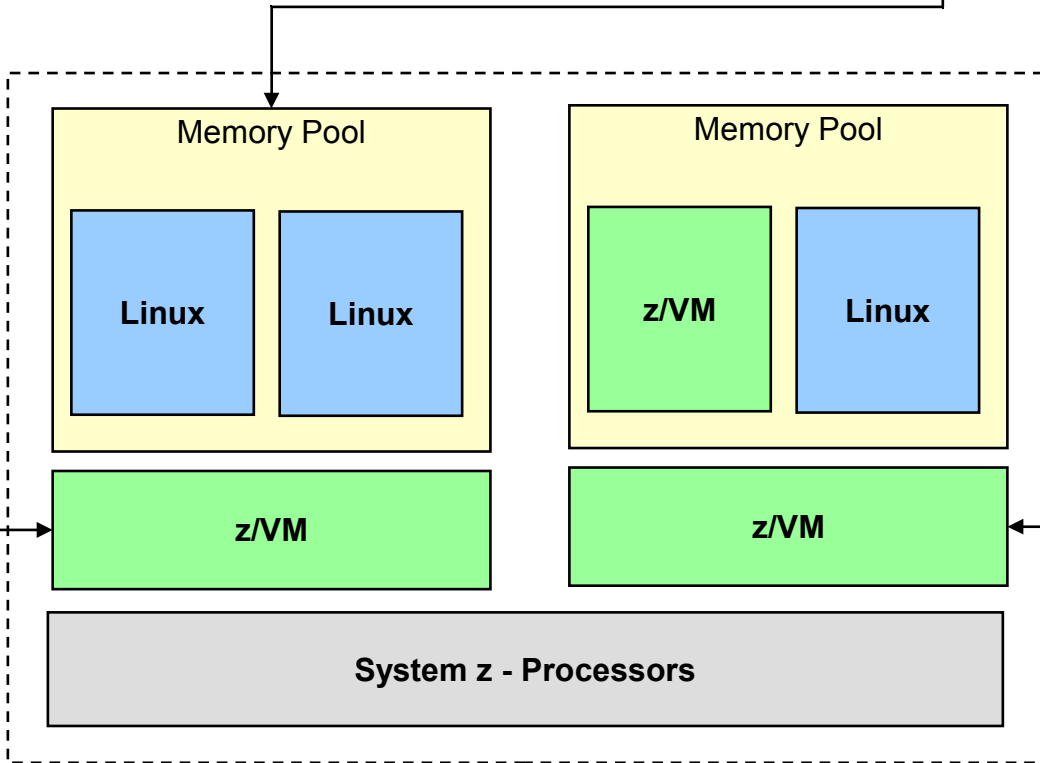 Memory Pool
Memory Pool
Linux
Linux
z/VM
Linux
z/VM
z/VM
System z - Processors